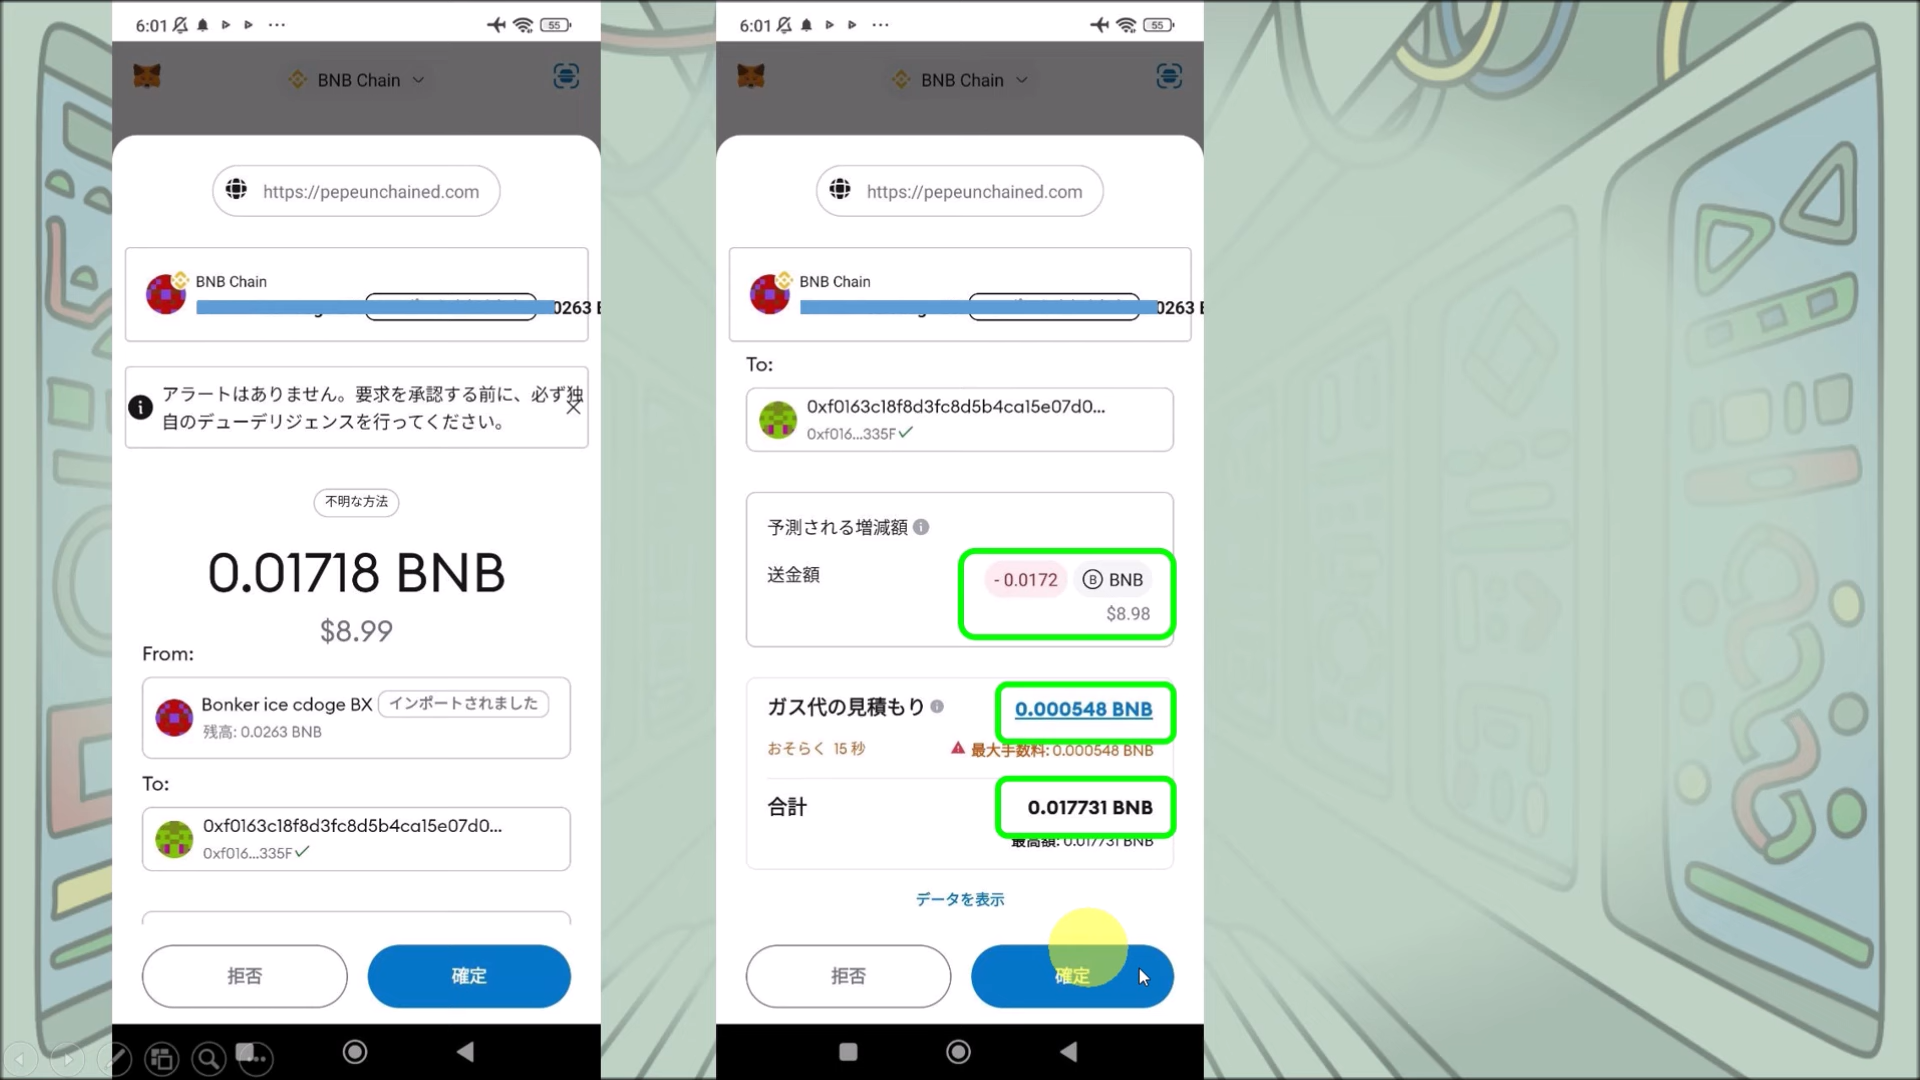 6:01
55
BNB Chain
https://pepeunchained.com
BNB Chain
0263 B
アラートはありません。要求を承認する前に、必ず独
自のデューデリジェンスを行ってください。
不明な方法
0.01718 BNB
$8.99
From:
Bonker ice cdoge BX インポートされました
残高: 0.0263 BNB
To:
0xf0163c18f8d3fc8d5b4ca15e07d0...
0xf016...335F
拒否
確定
6:01
55
BNB Chain
https://pepeunchained.com
BNB Chain
0263 B
To:
0xf0163c18f8d3fc8d5b4ca15e07d0...
0xf016...335F
予測される増減額
送金額 - 0.0172 BNB
$8.98
ガス代の見積もり 0.000548 BNB
おそらく 15 秒 最大手数料: 0.000548 BNB
合計 0.017731 BNB
最高額: 0.017731 BNB
データを表示
拒否
確定